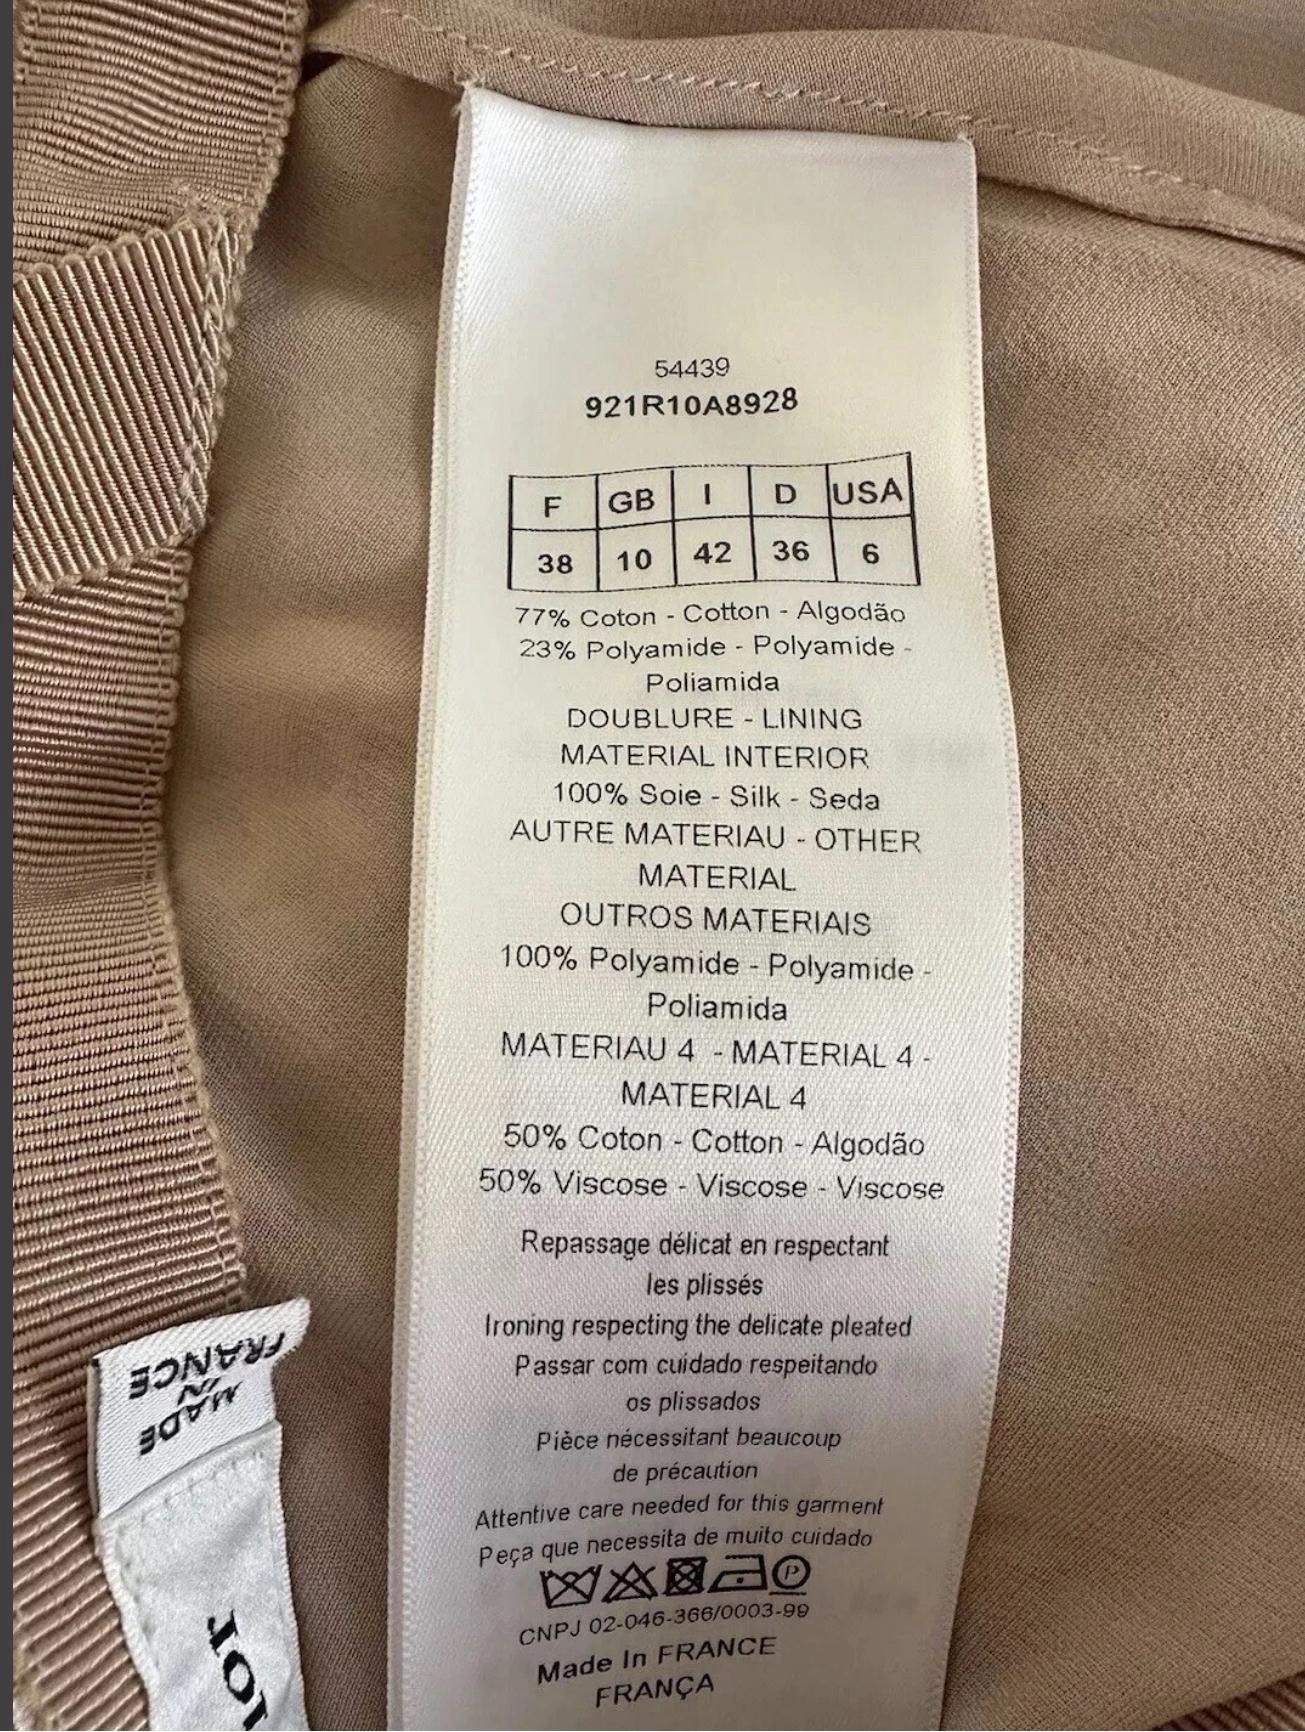 54439
921R10A8928
F GB I D USA
38 10 42 36 6
77% Coton - Cotton - Algodão
23% Polyamide - Polyamide -
Poliamida
DOUBLURE - LINING
MATERIAL INTERIOR
100% Soie - Silk - Seda
AUTRE MATERIAU - OTHER
MATERIAL
OUTROS MATERIAIS
100% Polyamide - Polyamide -
Poliamida
MATERIAU 4 - MATERIAL 4 -
MATERIAL 4
50% Coton - Cotton - Algodão
50% Viscose - Viscose - Viscose
Repassage délicat en respectant
les plissés
Ironing respecting the delicate pleated
Passar com cuidado respeitando
os plissados
Pièce nécessitant beaucoup
de précaution
Attentive care needed for this garment
Peça que necessita de muito cuidado
P
CNPJ 02-046-366/0003-99
Made In FRANCE
FRANÇA
MADE
IN
FRANCE